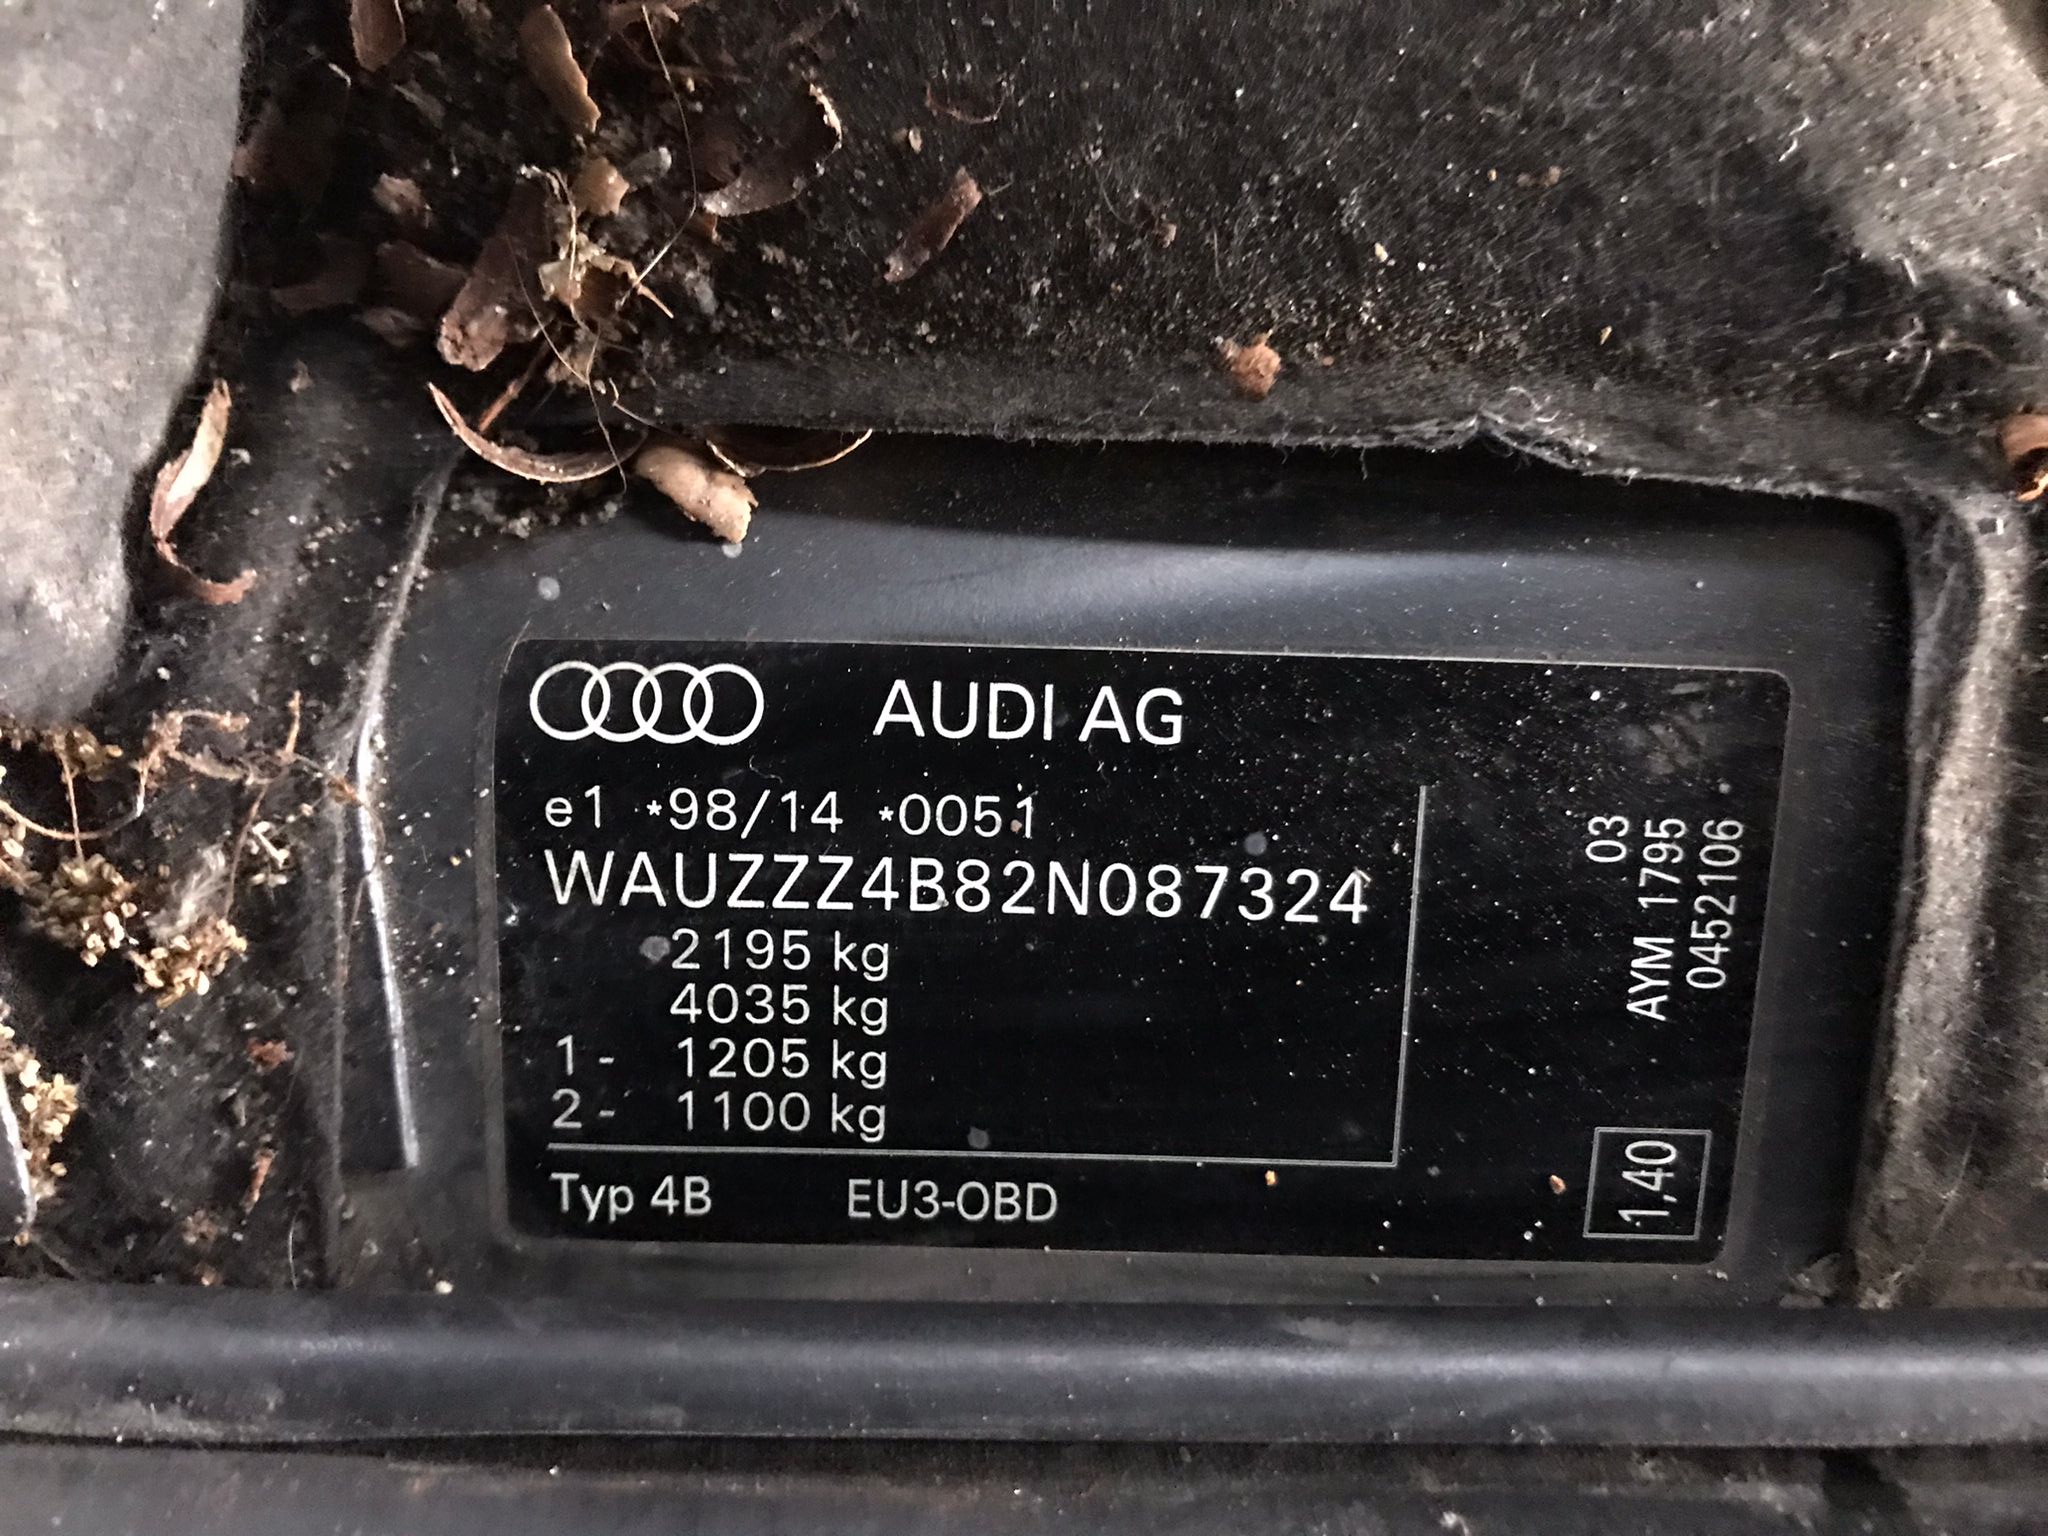 AUDI AG
e1 *98/14 *0051
WAUZZZ4B82N087324
2195 kg
4035 kg
1- 1205 kg
2- 1100 kg
Typ 4B EU3-OBD
03
AYM 1795
0452106
1,40